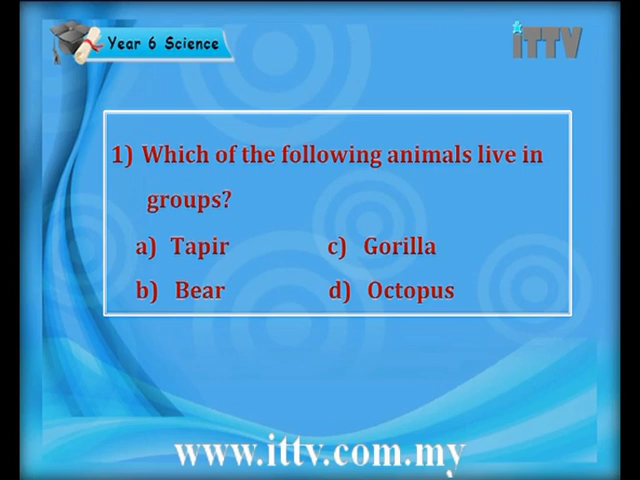 Year 6 Science
iTTV
1) Which of the following animals live in
groups?
a) Tapir c) Gorilla
b) Bear d) Octopus
www.ittv.com.my